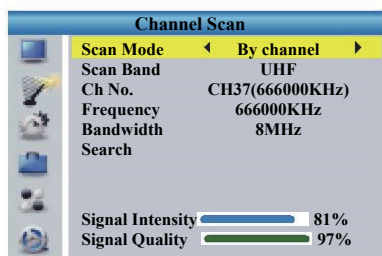 Channel Scan
Scan Mode By channel
Scan Band UHF
Ch No. CH37(666000KHz)
Frequency 666000KHz
Bandwidth 8MHz
Search
Signal Intensity 81%
Signal Quality 97%